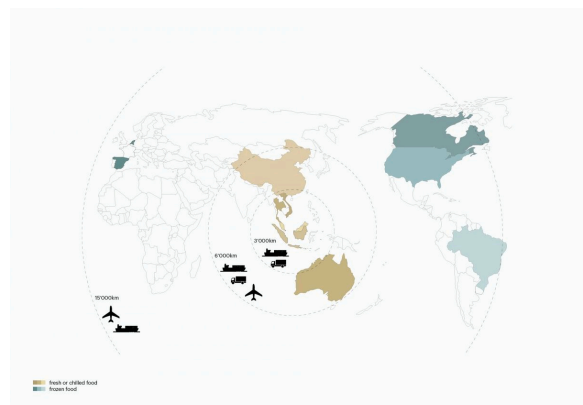 3'000km
6'000km
15'000km
fresh or chilled food
frozen food